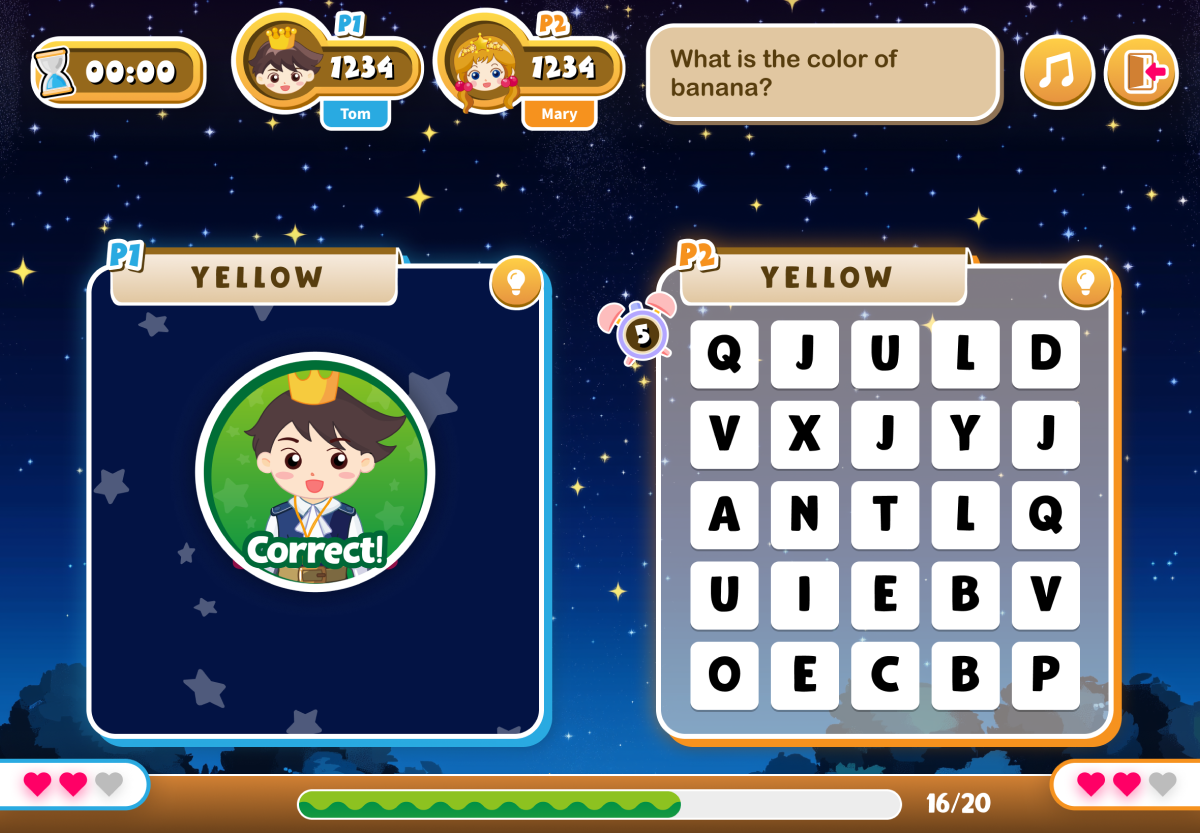 00:00
P1
1234
Tom
P2
1234
Mary
What is the color of
banana?
P1
YELLOW
Correct!
P2
YELLOW
5
Q J U L D
V X J Y J
A N T L Q
U I E B V
O E C B P
16/20